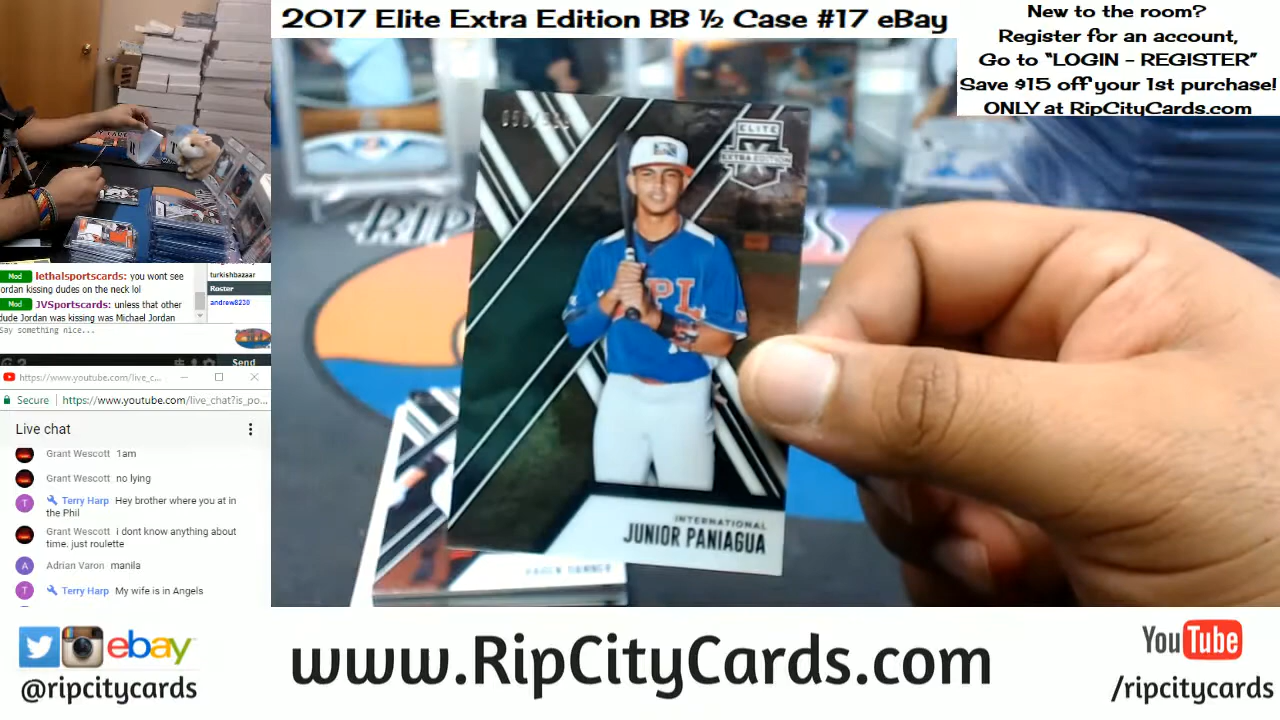 2017 Elite Extra Edition BB ½ Case #17 eBay
New to the room?
Register for an account,
Go to "LOGIN - REGISTER"
Save $15 off your 1st purchase!
ONLY at RipCityCards.com
ELITE
EXTRA EDITION
RIP
PL
INTERNATIONAL
JUNIOR PANIAGUA
Mod lethalsportscards: you wont see
ordan kissing dudes on the neck lol
Mod JVSportscards: unless that other
dude Jordan was kissing was Michael Jordan
Say something nice...
turkishbazaar
Roster
andrew8230
Send
https://www.youtube.com/live_c...
Secure https://www.youtube.com/live_chat?is_po...
Live chat
Grant Wescott 1am
Grant Wescott no lying
T Terry Harp Hey brother where you at in
the Phil
Grant Wescott i dont know anything about
time. just roulette
A Adrian Varon manila
T Terry Harp My wife is in Angels
ebay
@ripcitycards
www.RipCityCards.com
YouTube
/ripcitycards